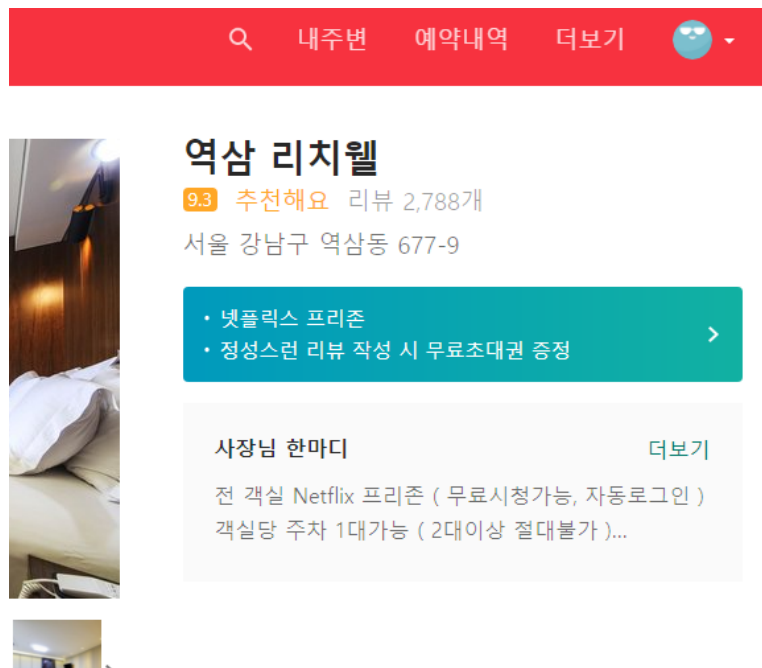 내주변 예약내역 더보기
역삼 리치웰
9.3 추천해요 리뷰 2,788개
서울 강남구 역삼동 677-9
• 넷플릭스 프리존
• 정성스런 리뷰 작성 시 무료초대권 증정
사장님 한마디 더보기
전 객실 Netflix 프리존 ( 무료시청가능, 자동로그인 )
객실당 주차 1대가능 ( 2대이상 절대불가 )...